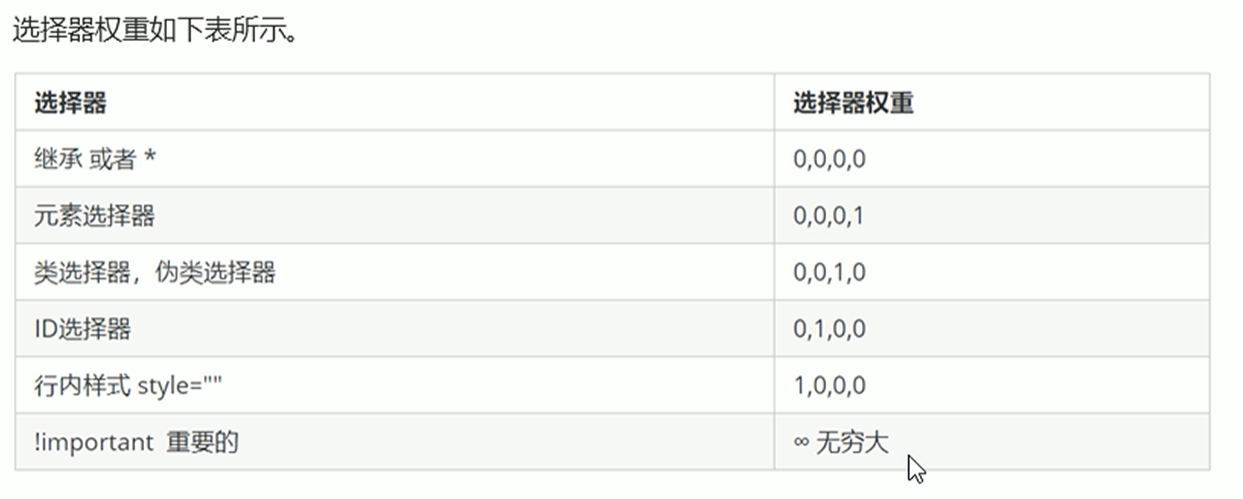 选择器权重如下表所示。
选择器 选择器权重
继承 或者 * 0,0,0,0
元素选择器 0,0,0,1
类选择器，伪类选择器 0,0,1,0
ID选择器 0,1,0,0
行内样式 style="" 1,0,0,0
!important 重要的 ∞ 无穷大